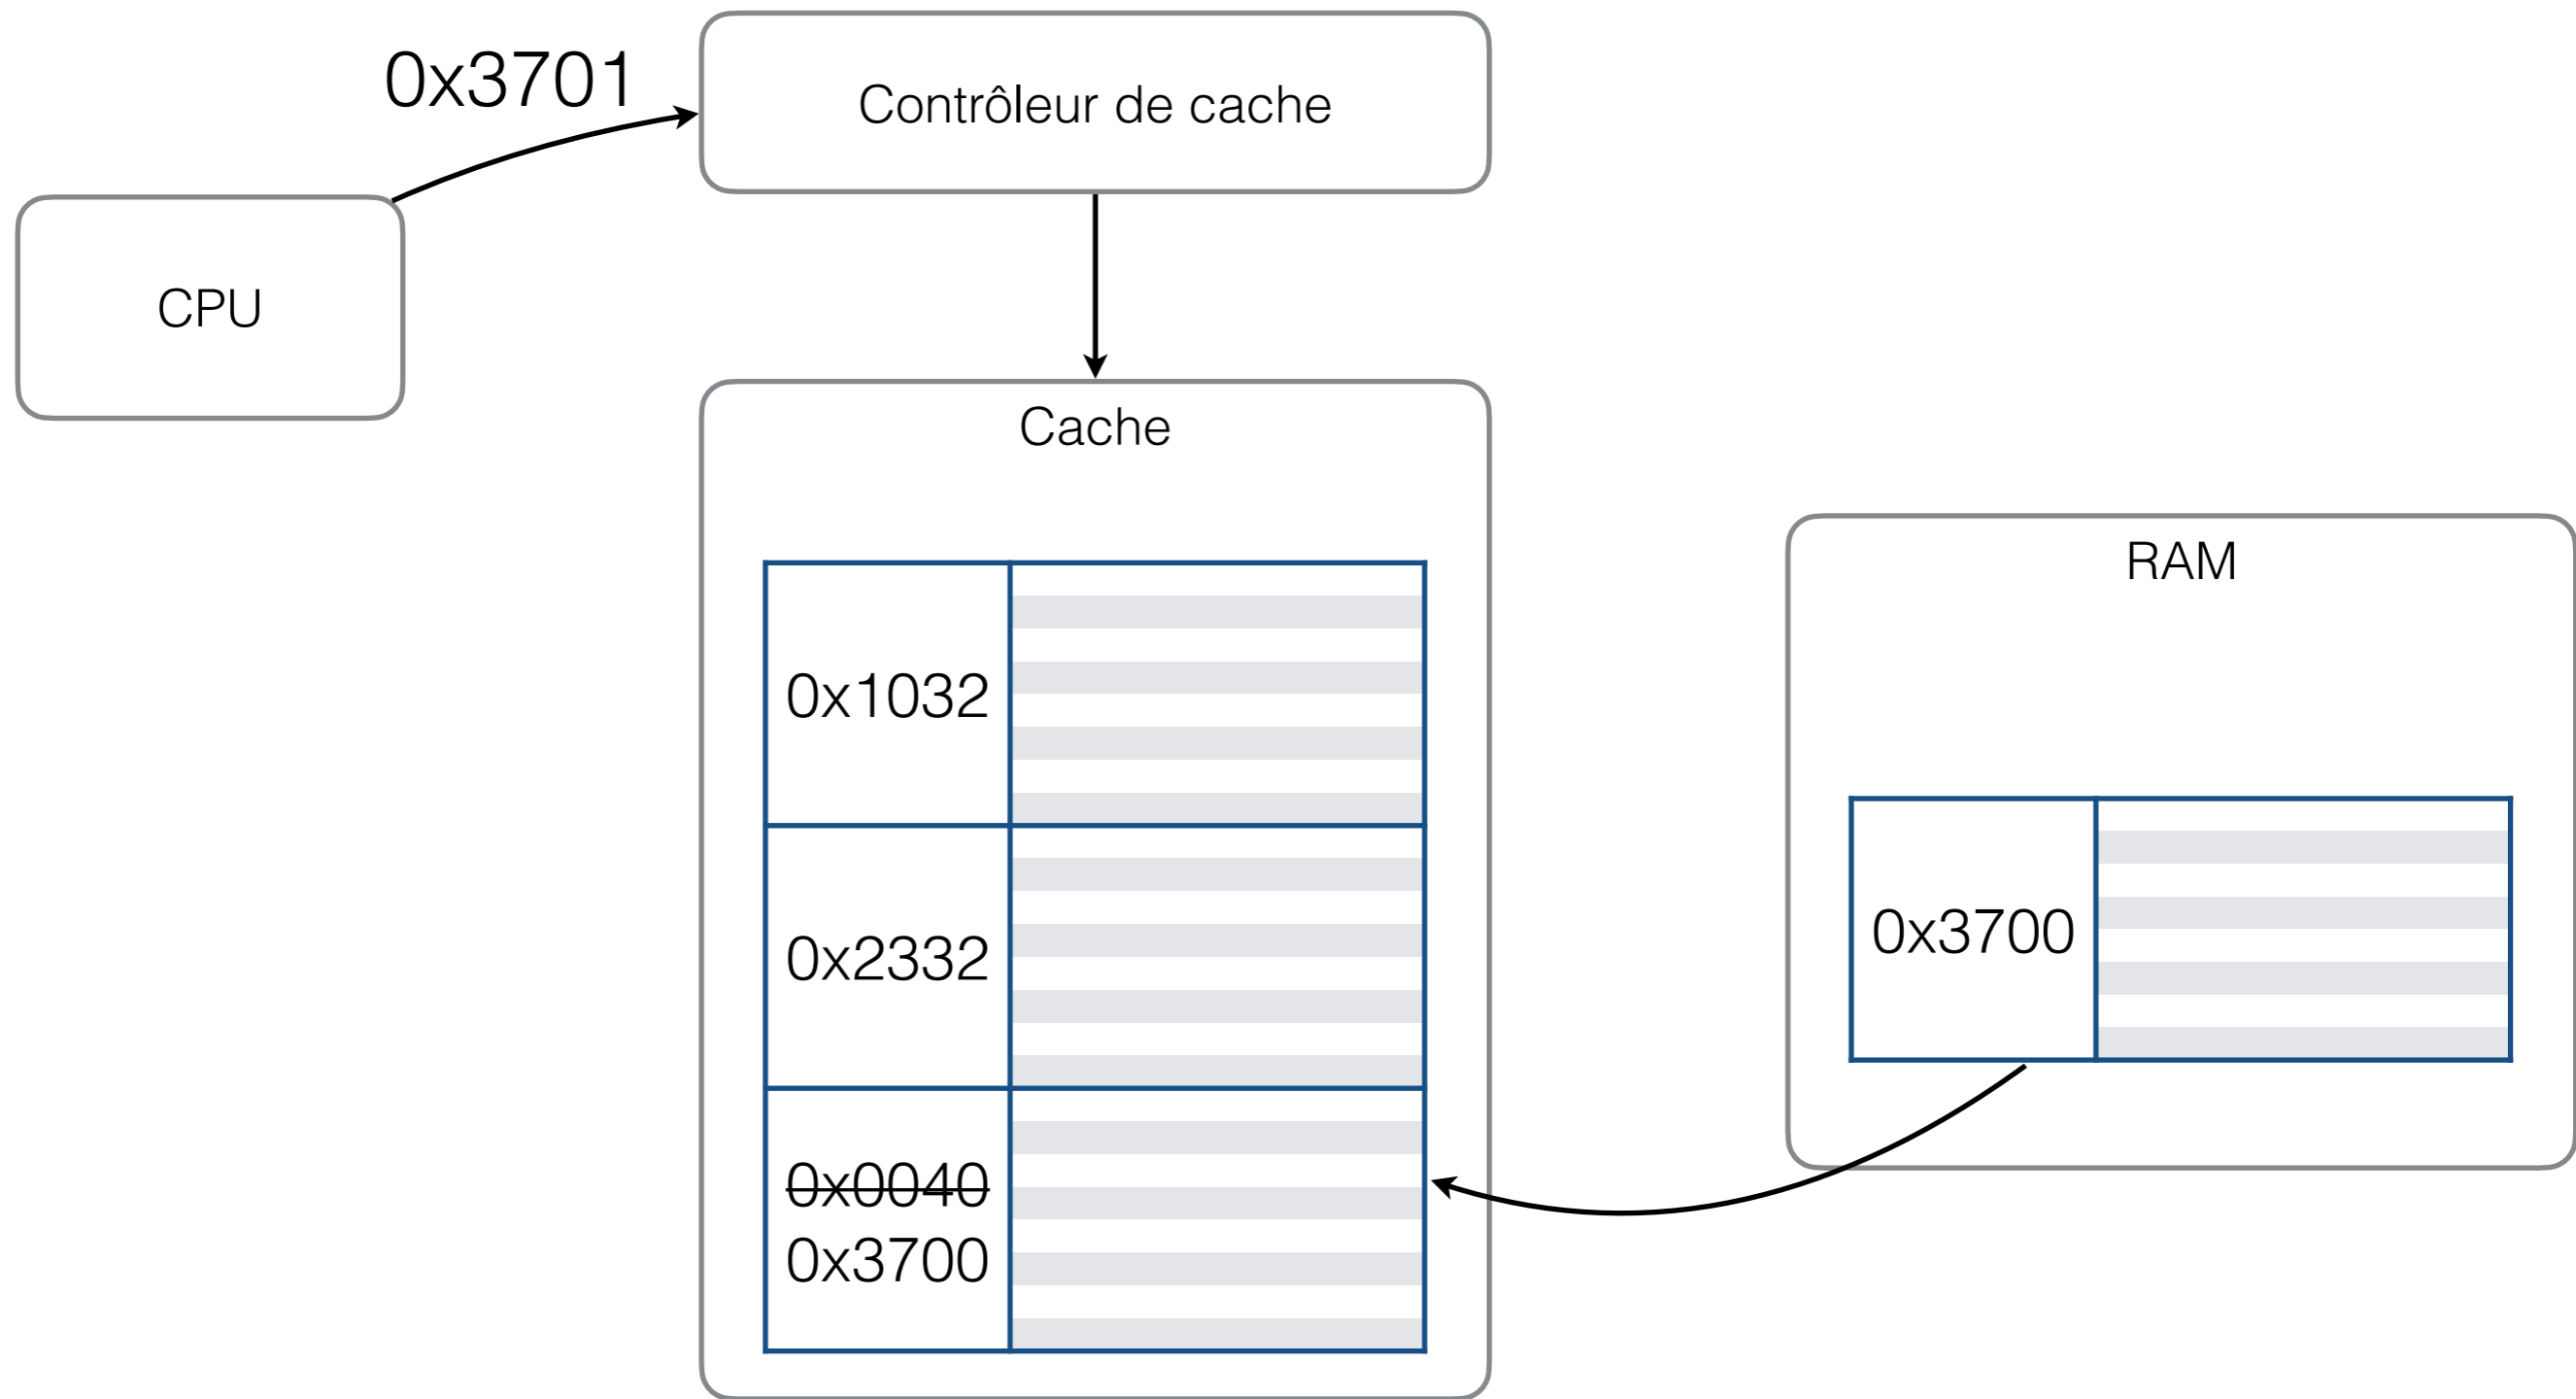 0x3701
Contrôleur de cache
CPU
Cache
0x1032
0x2332
0x0040
0x3700
RAM
0x3700